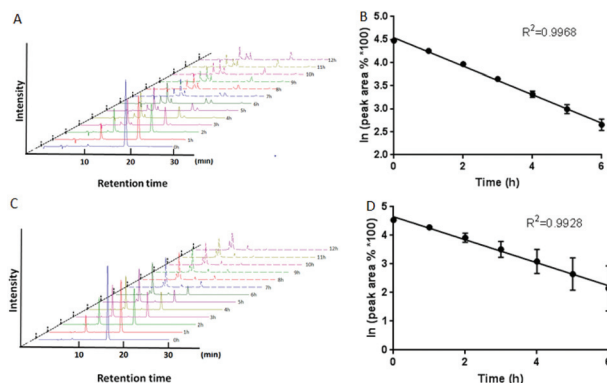 A
Intensity
12h
11h
10h
9h
8h
7h
6h
5h
4h
3h
2h
1h
0h
10 20 30 (min)
Retention time
B
R²=0.9968
ln (peak area % *100)
5.0
4.5
4.0
3.5
3.0
2.5
2.0
0 2 4 6
Time (h)
C
Intensity
12h
11h
10h
9h
8h
7h
6h
5h
4h
3h
2h
1h
0h
10 20 30 (min)
Retention time
D
R²=0.9928
ln (peak area % *100)
5
4
3
2
1
0
0 1 2 3 4 5 6
Time (h)